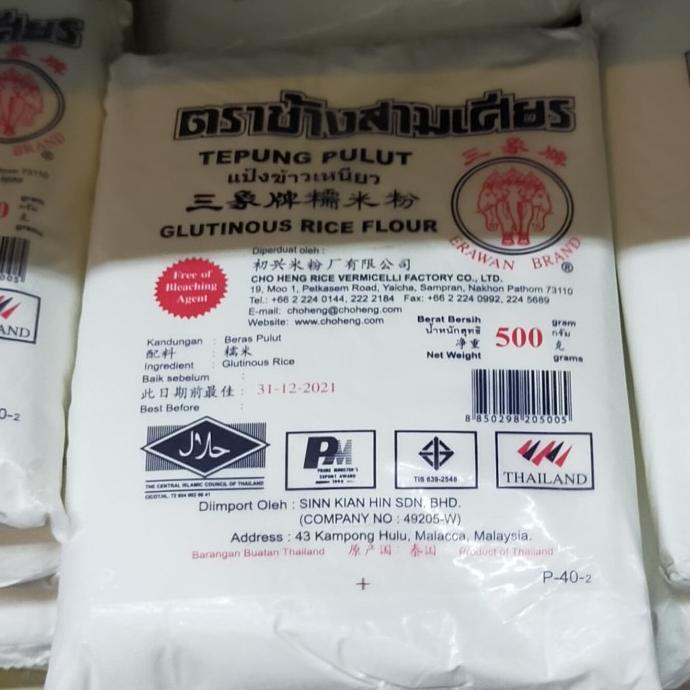 ตราช้างสามเศียร
TEPUNG PULUT
แป้งข้าวเหนียว
三象牌糯米粉
GLUTINOUS RICE FLOUR
三象牌
ERAWAN BRAND
®
Free of
Bleaching
Agent
Diperduat oleh :
初兴米粉厂有限公司
CHO HENG RICE VERMICELLI FACTORY CO., LTD.
19, Moo 1, Petkasem Road, Yaicha, Sampran, Nakhon Pathom 73110
Tel.: +66 2 224 0144, 222 2184 Fax: +66 2 224 0992, 224 5689
E-mail: choheng@choheng.com
Website: www.choheng.com
Berat Bersih
น้ำหนักสุทธิ
净重
Net Weight
500
gram
กรัม
克
grams
Kandungan : Beras Pulut
配料 : 糯米
Ingredient : Glutinous Rice
Baik sebelum :
此日期前最佳 : 31-12-2021
Best Before :
8 850298 205005
حلال
THE CENTRAL ISLAMIC COUNCIL OF THAILAND
PM
PRIME MINISTER'S
EXPORT AWARD
1994
TIS 639-2548
THAILAND
Diimport Oleh : SINN KIAN HIN SDN. BHD.
(COMPANY NO : 49205-W)
Address : 43 Kampong Hulu, Malacca, Malaysia.
Barangan Buatan Thailand 原产国 : 泰国 Product of Thailand
P-40-2